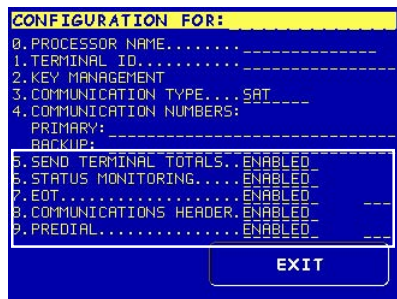 CONFIGURATION FOR:
0.PROCESSOR NAME........
1.TERMINAL ID...........
2.KEY MANAGEMENT
3.COMMUNICATION TYPE....SAT
4.COMMUNICATION NUMBERS:
PRIMARY:
BACKUP:
5.SEND TERMINAL TOTALS..ENABLED
6.STATUS MONITORING.....ENABLED
7.EOT...................ENABLED
8.COMMUNICATIONS HEADER.ENABLED
9.PREDIAL...............ENABLED
EXIT